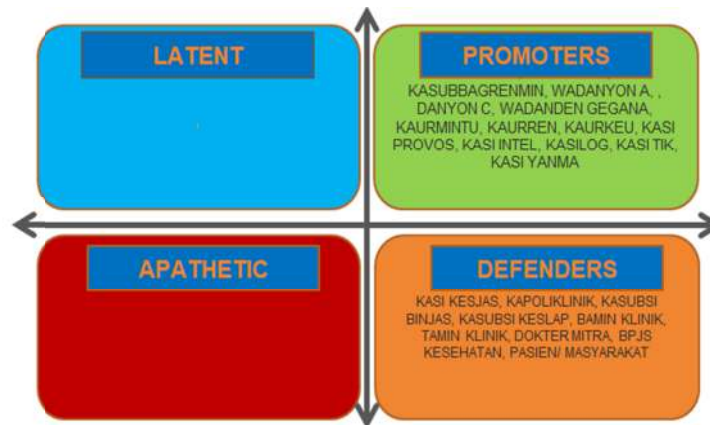 LATENT
PROMOTERS
KASUBBAGRENMIN, WADANYON A, ,
DANYON C, WADANDEN GEGANA,
KAURMINTU, KAURREN, KAURKEU, KASI
PROVOS, KASI INTEL, KASILOG, KASI TIK,
KASI YANMA
APATHETIC
DEFENDERS
KASI KESJAS, KAPOLIKLINIK, KASUBSI
BINJAS, KASUBSI KESLAP, BAMIN KLINIK,
TAMIN KLINIK, DOKTER MITRA, BPJS
KESEHATAN, PASIEN/ MASYARAKAT